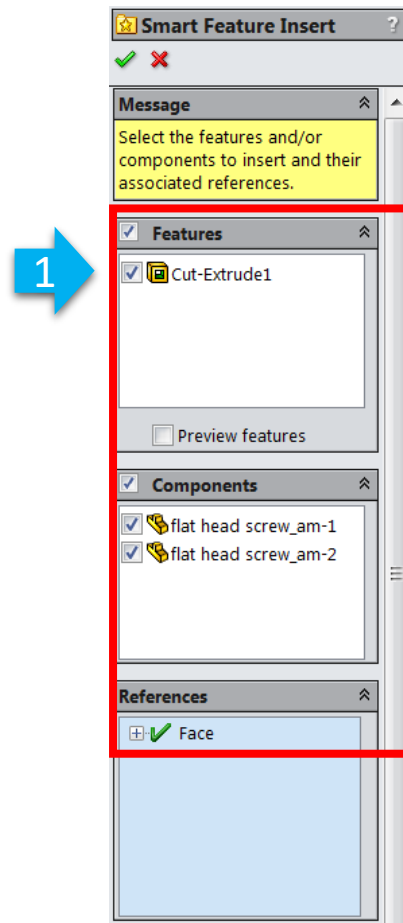 Smart Feature Insert ?
Message
Select the features and/or
components to insert and their
associated references.
1
Features
Cut-Extrude1
Preview features
Components
flat head screw_am-1
flat head screw_am-2
References
Face